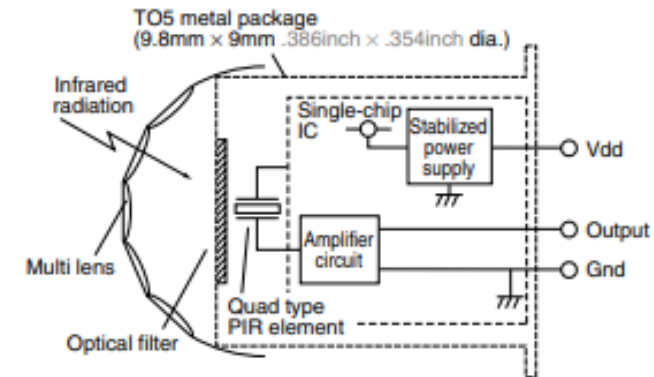 TO5 metal package
(9.8mm × 9mm .386inch × .354inch dia.)
Infrared
radiation
Single-chip
IC
Stabilized
power
supply
Vdd
Amplifier
circuit
Output
Gnd
Multi lens
Quad type
PIR element
Optical filter